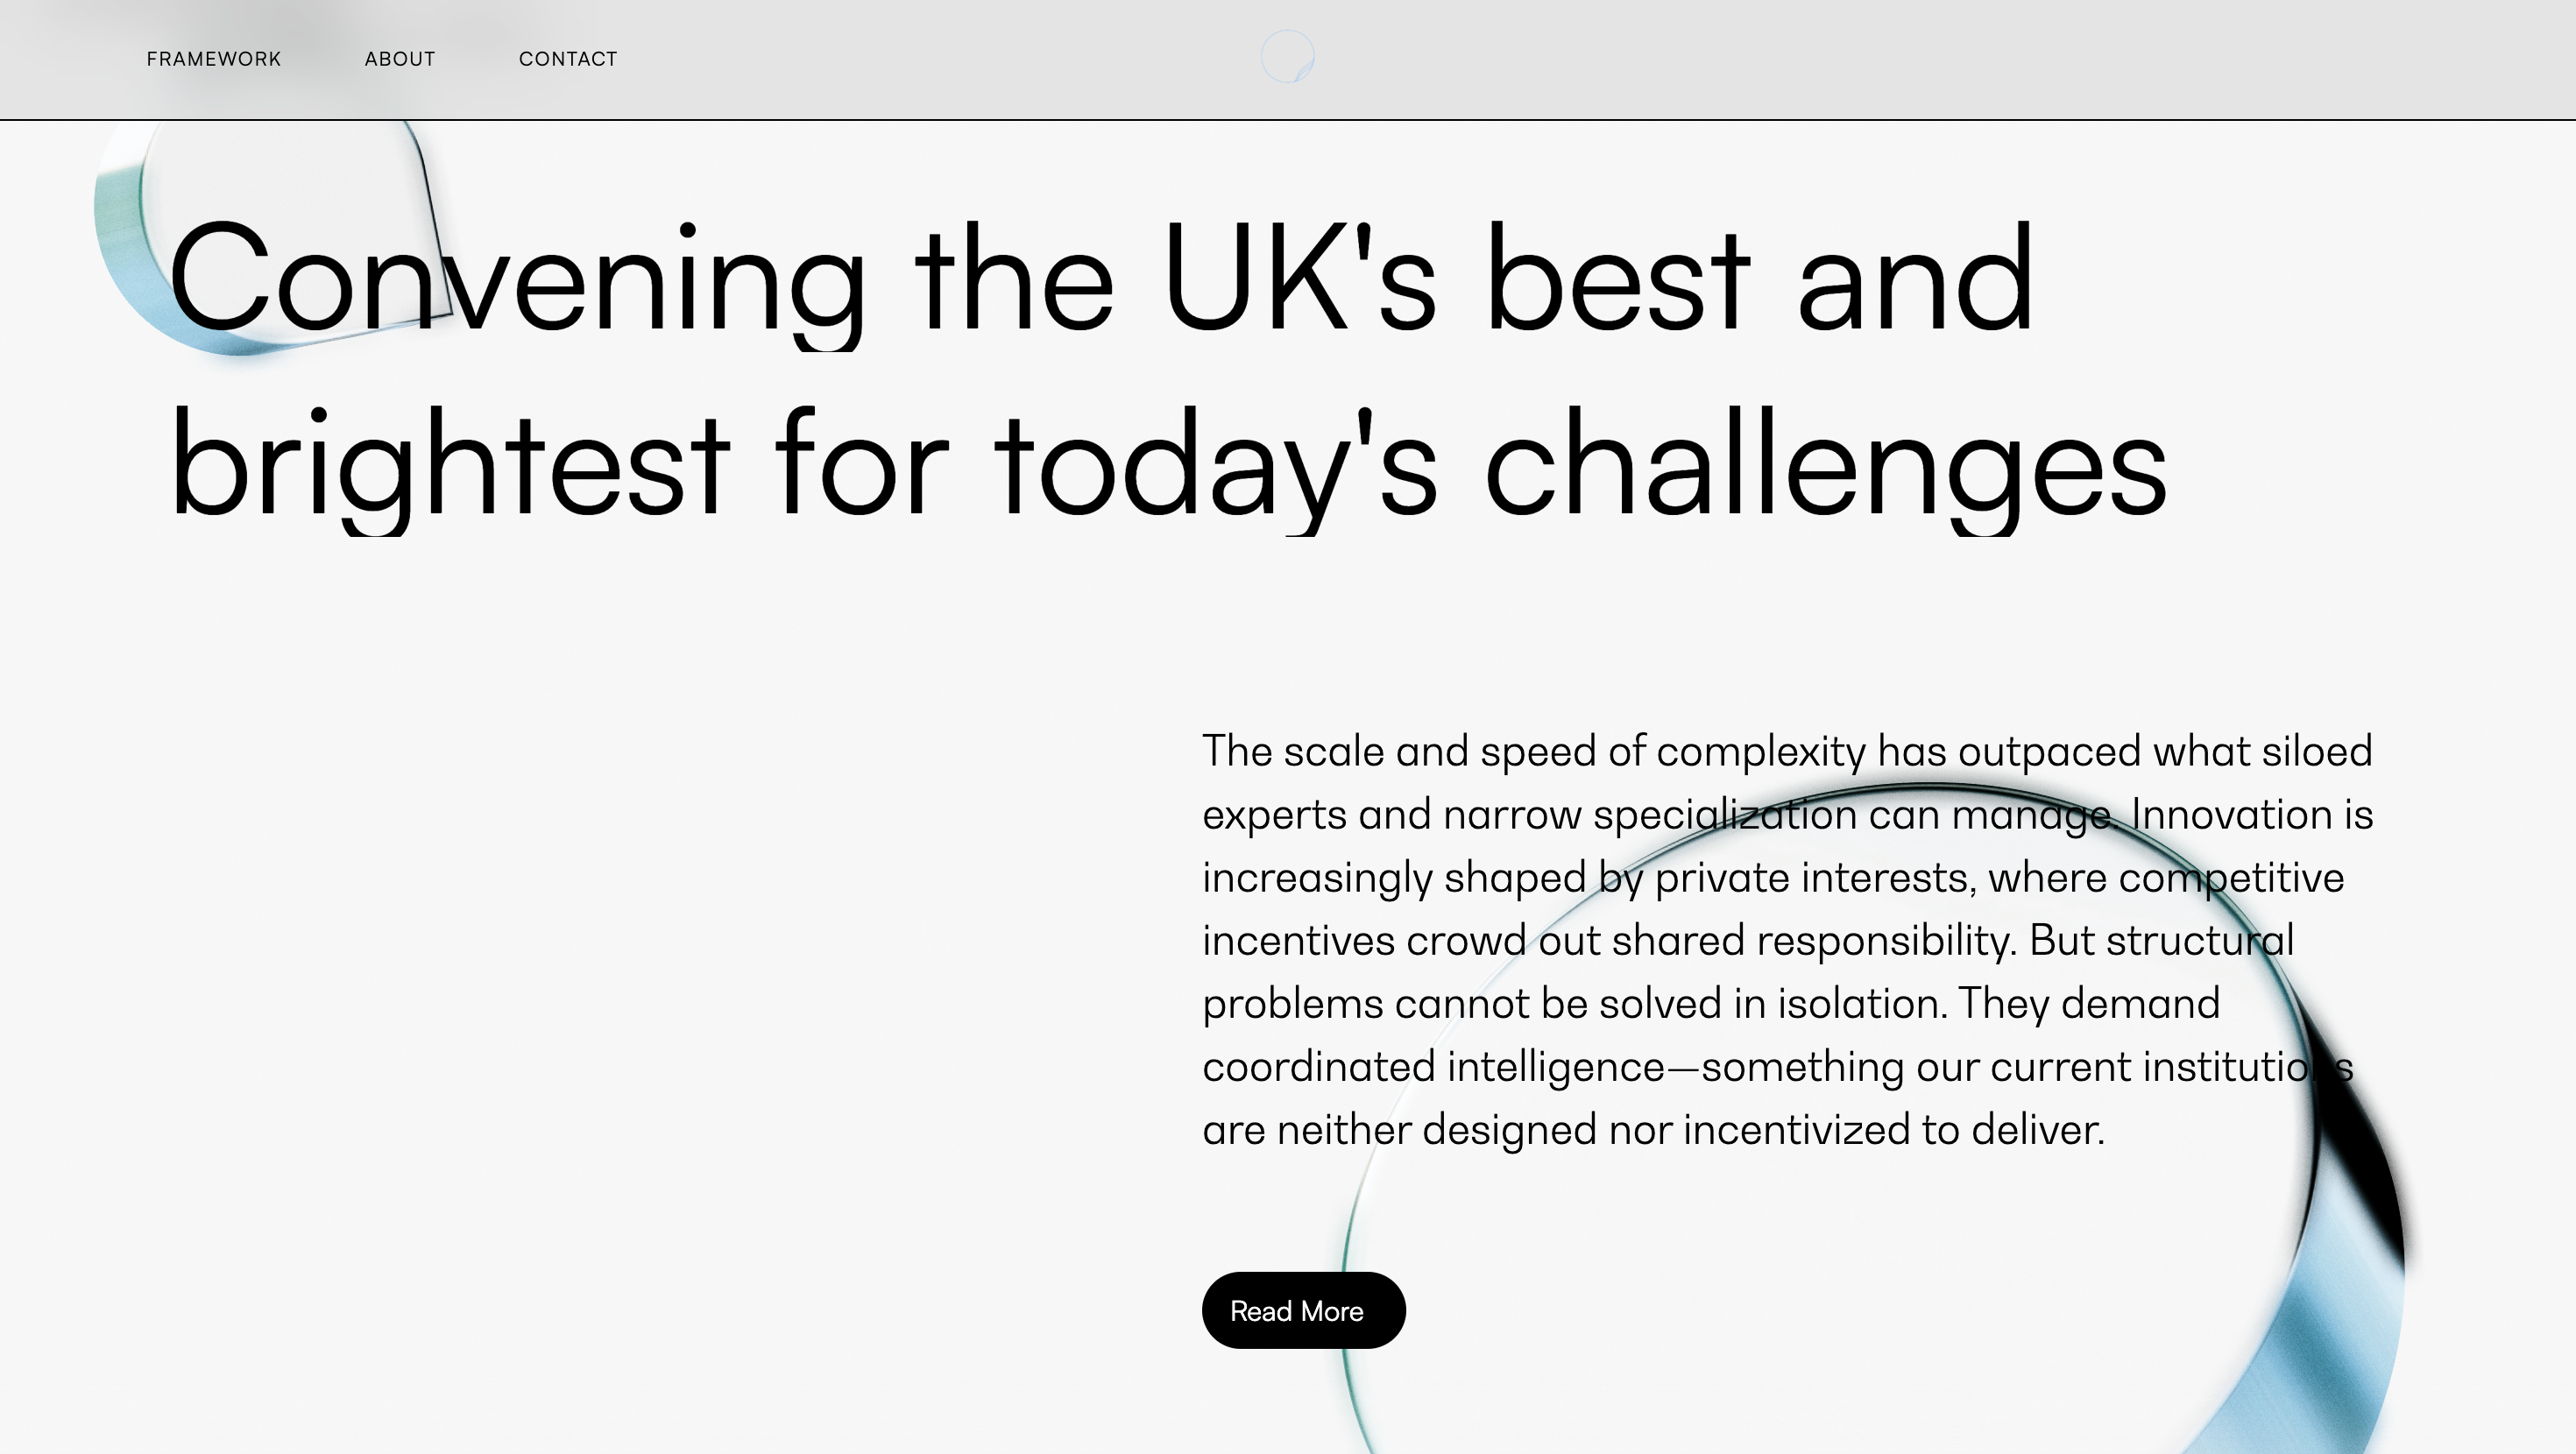 FRAMEWORK ABOUT CONTACT
Convening the UK's best and
brightest for today's challenges
The scale and speed of complexity has outpaced what siloed
experts and narrow specialization can manage. Innovation is
increasingly shaped by private interests, where competitive
incentives crowd out shared responsibility. But structural
problems cannot be solved in isolation. They demand
coordinated intelligence—something our current institutions
are neither designed nor incentivized to deliver.
Read More